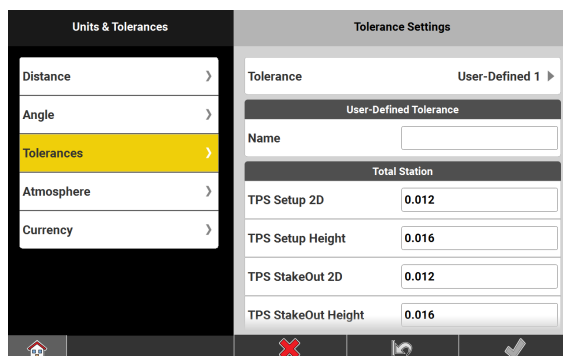 Units & Tolerances
Tolerance Settings
Distance
Angle
Tolerances
Atmosphere
Currency
Tolerance User-Defined 1
User-Defined Tolerance
Name
Total Station
TPS Setup 2D 0.012
TPS Setup Height 0.016
TPS StakeOut 2D 0.012
TPS StakeOut Height 0.016